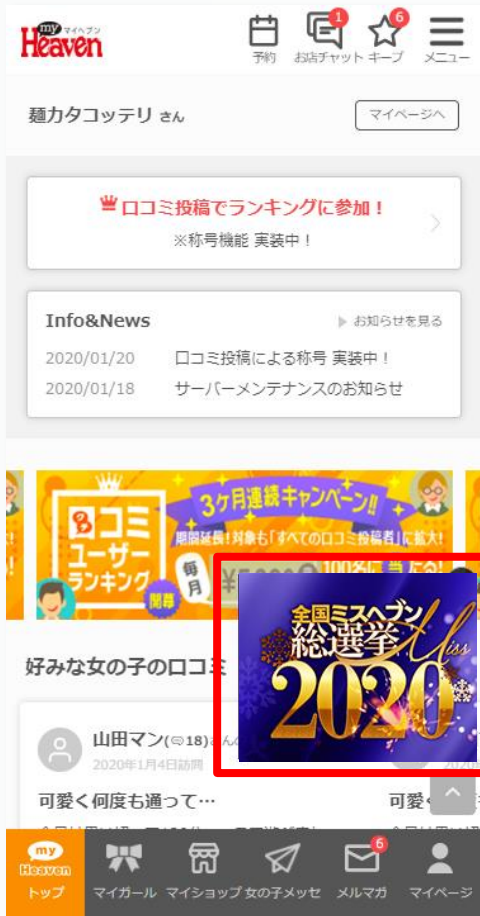 my マイヘブン
Heaven
予約
1
お店チャット
6
キープ
メニュー
麺カタコッテリ さん
マイページへ
口コミ投稿でランキングに参加！
※称号機能 実装中！
Info&News
お知らせを見る
2020/01/20 口コミ投稿による称号 実装中！
2020/01/18 サーバーメンテナンスのお知らせ
3ケ月連続キャンペーン!!
期間延長!対象も「すべての口コミ投稿者」に拡大!
口コミ
ユーザー
ランキング
開幕
毎月
全国ミスヘブン
総選挙
Miss
2020
好みな女の子の口コミ
山田マン(18)さん
2020年1月4日訪問
可愛く何度も通って…
可愛く
my
Heaven
トップ
マイガール
マイショップ
女の子メッセ
6
メルマガ
マイページ